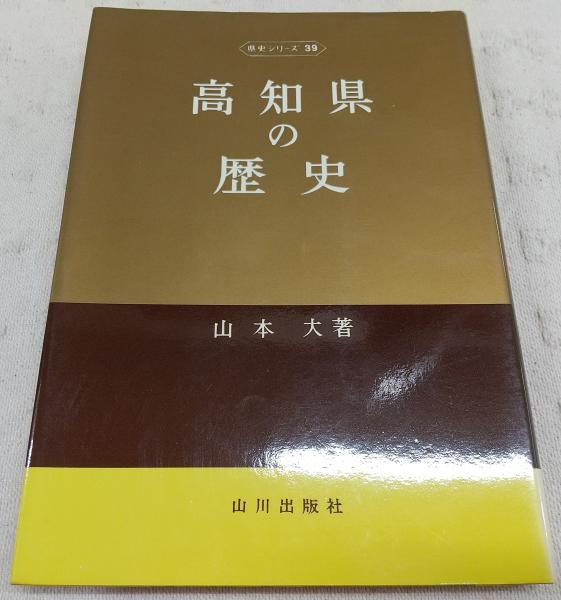 県史シリーズ 39
高知県
の
歴史
山本 大著
山川出版社